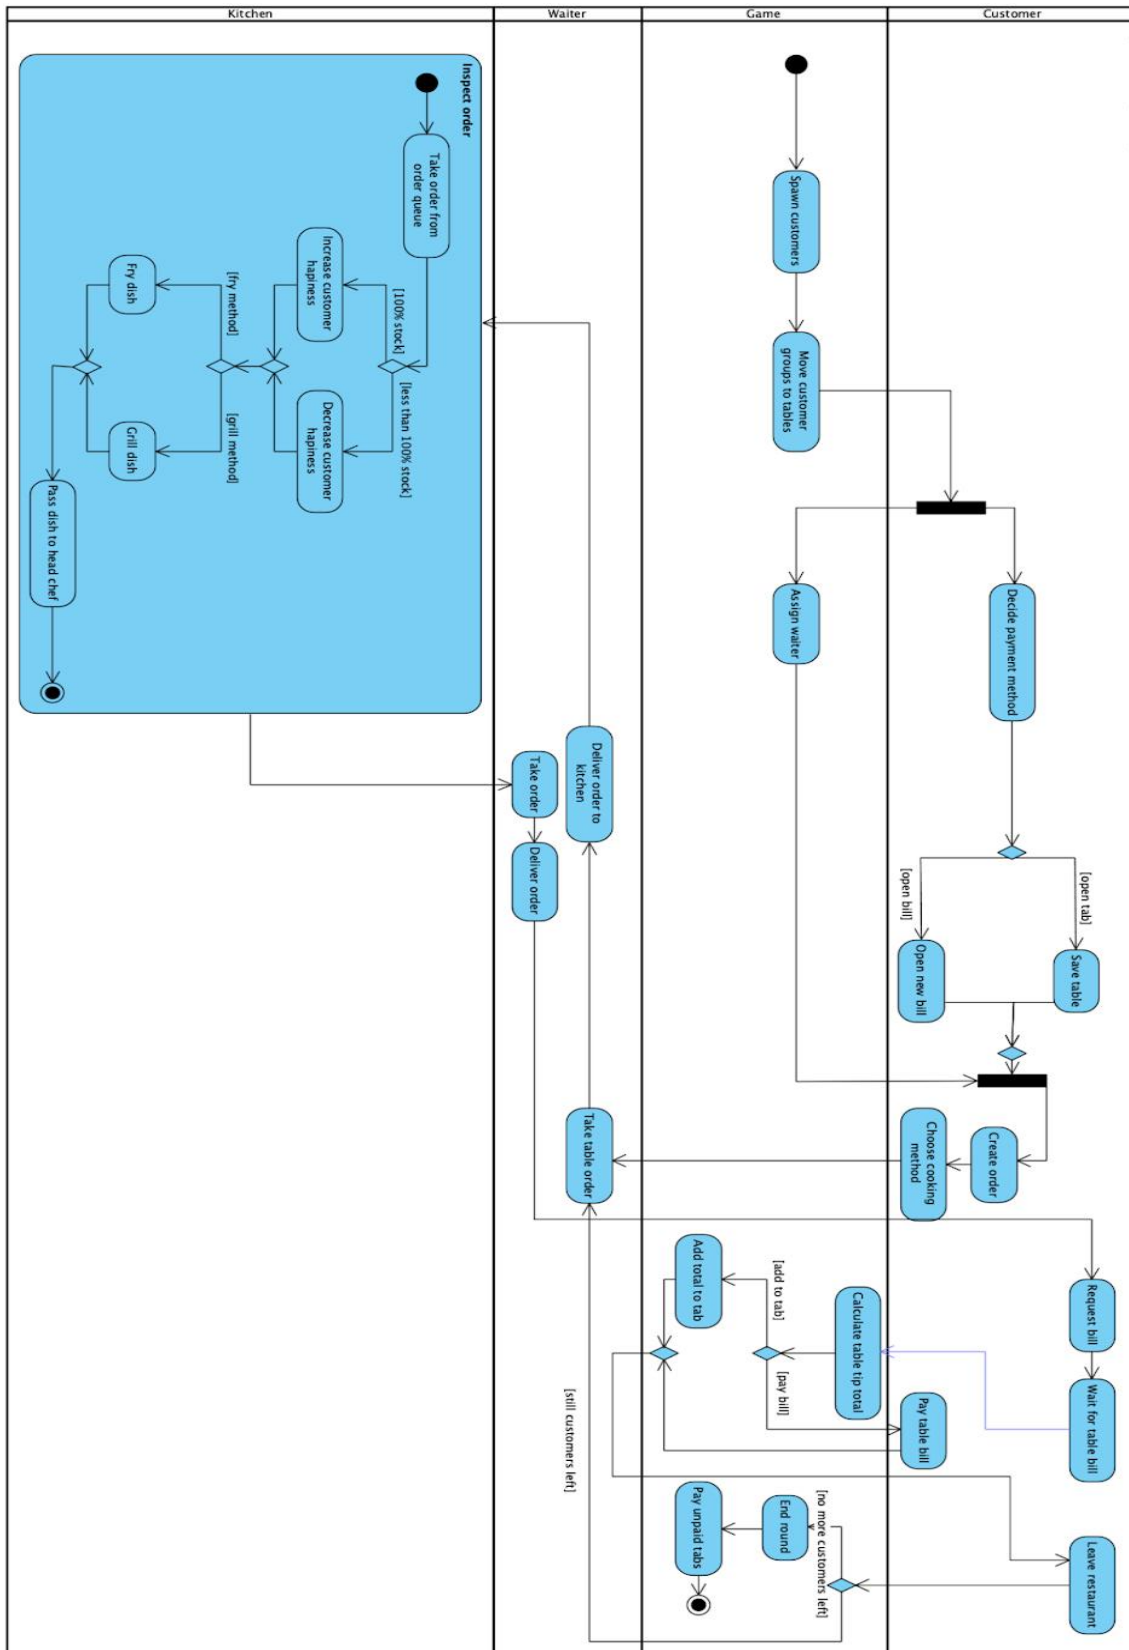 Kitchen
Waiter
Game
Customer
Inspect order
Take order from
order queue
[100% stock]
[less than 100% stock]
Increase customer
hapiness
Decrease customer
hapiness
[fry method]
[grill method]
Fry dish
Grill dish
Pass dish to head chef
Take order
Deliver order
Deliver order to
kitchen
Take table order
[still customers left]
Spawn customers
Move customer
groups to tables
Assign waiter
Decide payment method
[open tab]
[open bill]
Save table
Open new bill
Create order
Choose cooking
method
Request bill
Wait for table bill
Calculate table tip total
[add to tab]
[pay bill]
Add total to tab
Pay table bill
Leave restaurant
[no more customers left]
End round
Pay unpaid tabs